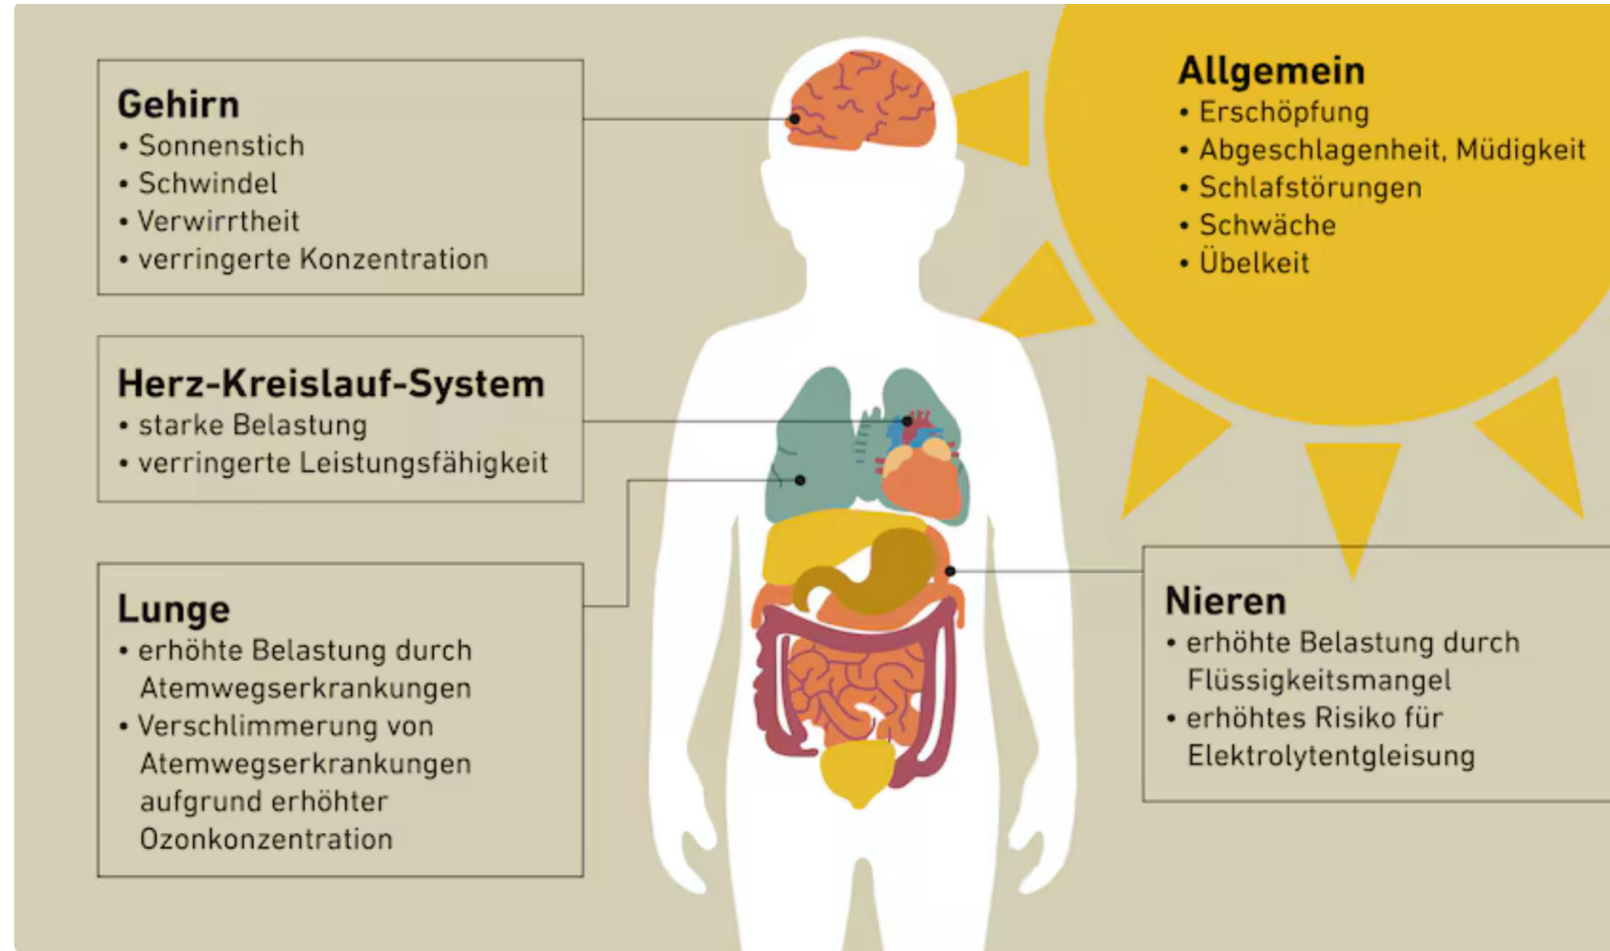 Gehirn
• Sonnenstich
• Schwindel
• Verwirrtheit
• verringerte Konzentration
Herz-Kreislauf-System
• starke Belastung
• verringerte Leistungsfähigkeit
Lunge
• erhöhte Belastung durch
Atemwegserkrankungen
• Verschlimmerung von
Atemwegserkrankungen
aufgrund erhöhter
Ozonkonzentration
Allgemein
• Erschöpfung
• Abgeschlagenheit, Müdigkeit
• Schlafstörungen
• Schwäche
• Übelkeit
Nieren
• erhöhte Belastung durch
Flüssigkeitsmangel
• erhöhtes Risiko für
Elektrolytentgleisung